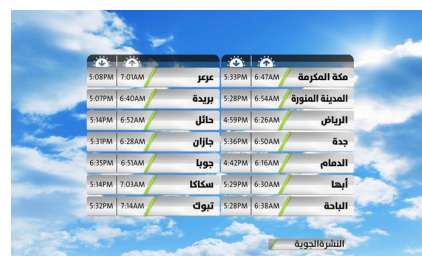 مكة المكرمة 6:47AM 5:33PM عرعر 7:01AM 5:08PM
المدينة المنورة 6:54AM 5:28PM بريدة 6:40AM 5:07PM
الرياض 6:26AM 4:59PM حائل 6:52AM 5:14PM
جدة 6:50AM 5:36PM جازان 6:28AM 5:31PM
الدمام 6:16AM 4:42PM جوبا 6:51AM 6:35PM
أبها 6:30AM 5:29PM سكاكا 7:03AM 5:14PM
الباحة 6:38AM 5:28PM تبوك 7:14AM 5:32PM
النشرة الجوية